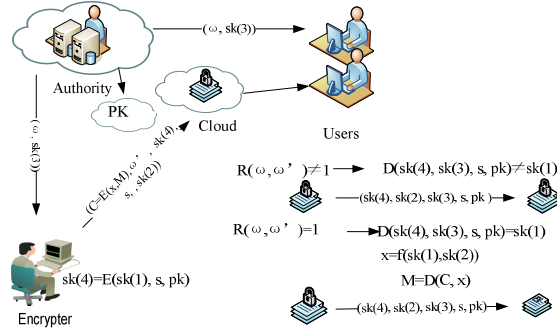 (ω, sk(3))
Authority
PK
Cloud
Users
(ω, sk(3))
(C=E(x,M), ω’, sk(4),
s, , sk(2))
R(ω, ω’)≠1
D(sk(4), sk(3), s, pk)≠sk(1)
(sk(4), sk(2), sk(3), s, pk)
R(ω, ω’)=1
D(sk(4), sk(3), s, pk)=sk(1)
x=f(sk(1),sk(2))
M=D(C, x)
sk(4)=E(sk(1), s, pk)
(sk(4), sk(2), sk(3), s, pk)
Encrypter